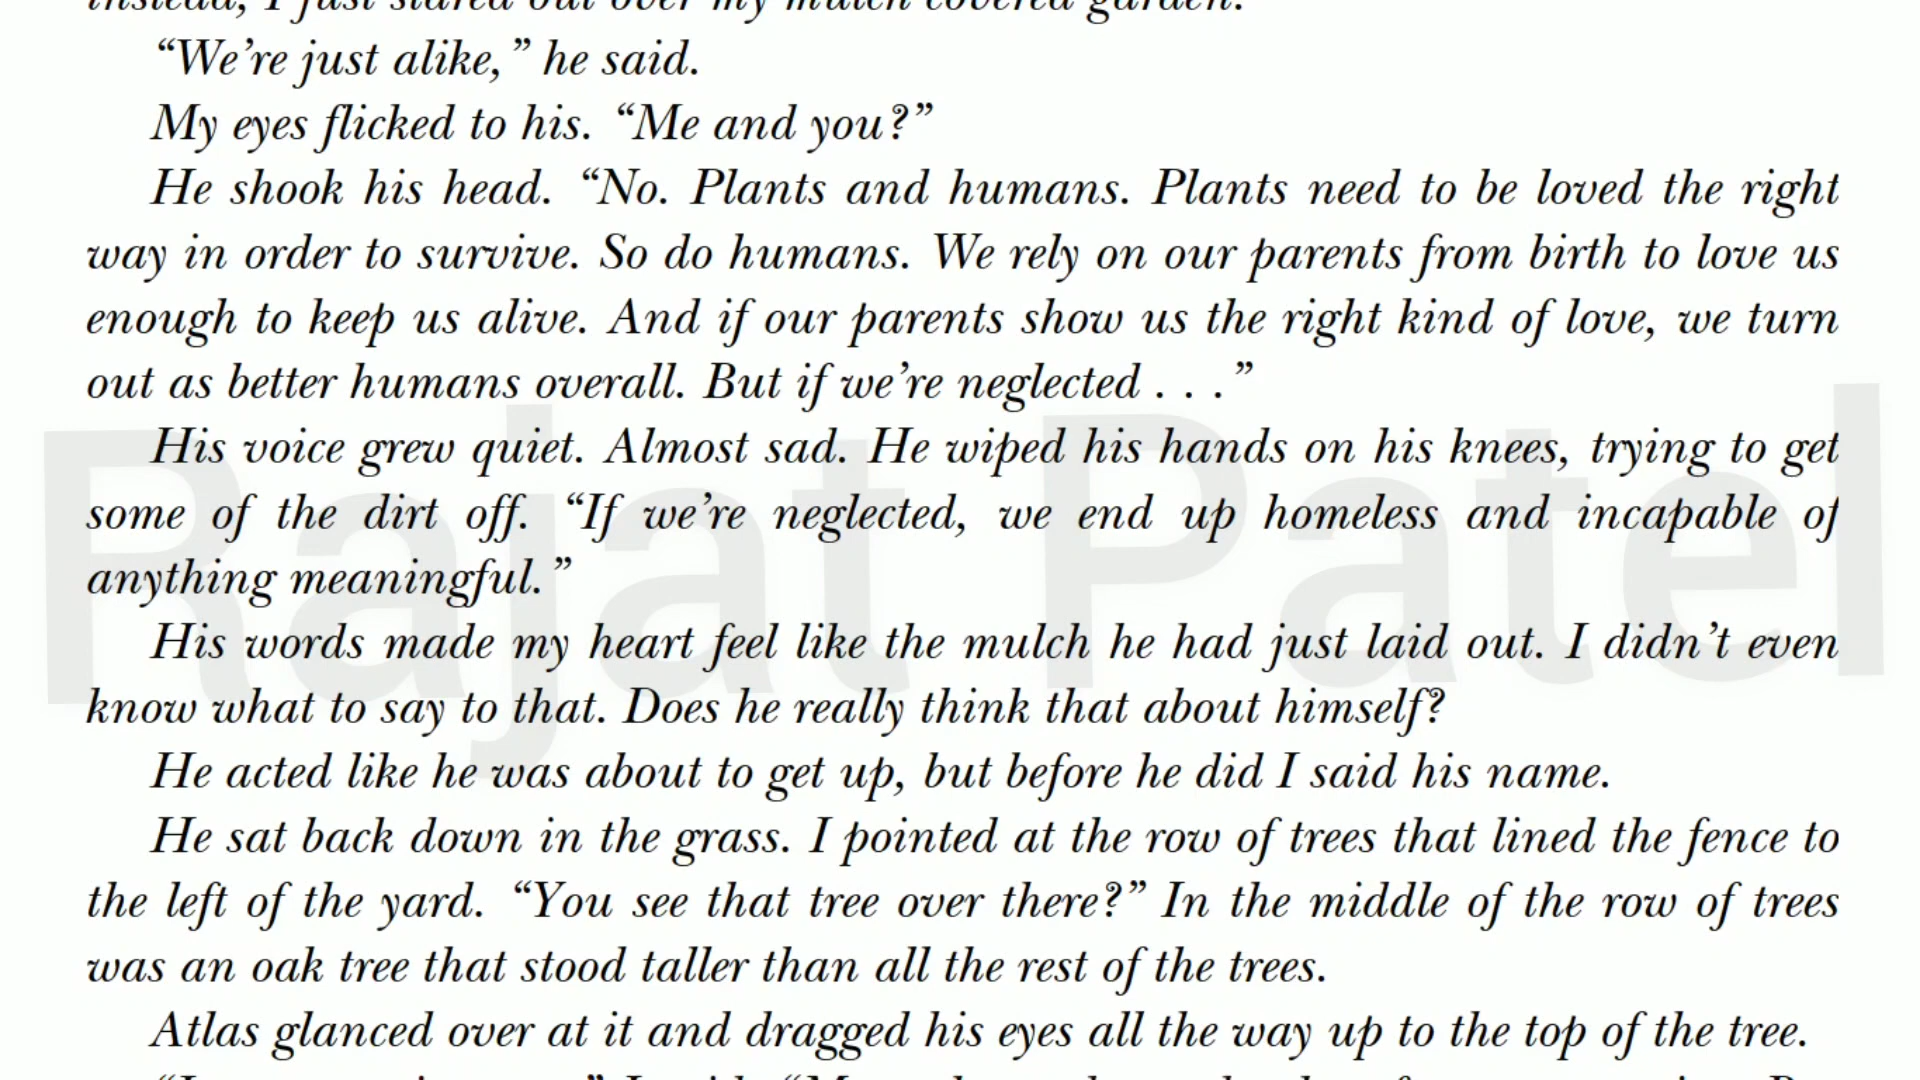 instead, I just stared out over my mulch covered garden.
“We’re just alike,” he said.
My eyes flicked to his. “Me and you?”
He shook his head. “No. Plants and humans. Plants need to be loved the right
way in order to survive. So do humans. We rely on our parents from birth to love us
enough to keep us alive. And if our parents show us the right kind of love, we turn
out as better humans overall. But if we’re neglected . . .”
His voice grew quiet. Almost sad. He wiped his hands on his knees, trying to get
some of the dirt off. “If we’re neglected, we end up homeless and incapable of
anything meaningful.”
Rajat Patel
His words made my heart feel like the mulch he had just laid out. I didn’t even
know what to say to that. Does he really think that about himself?
He acted like he was about to get up, but before he did I said his name.
He sat back down in the grass. I pointed at the row of trees that lined the fence to
the left of the yard. “You see that tree over there?” In the middle of the row of trees
was an oak tree that stood taller than all the rest of the trees.
Atlas glanced over at it and dragged his eyes all the way up to the top of the tree.